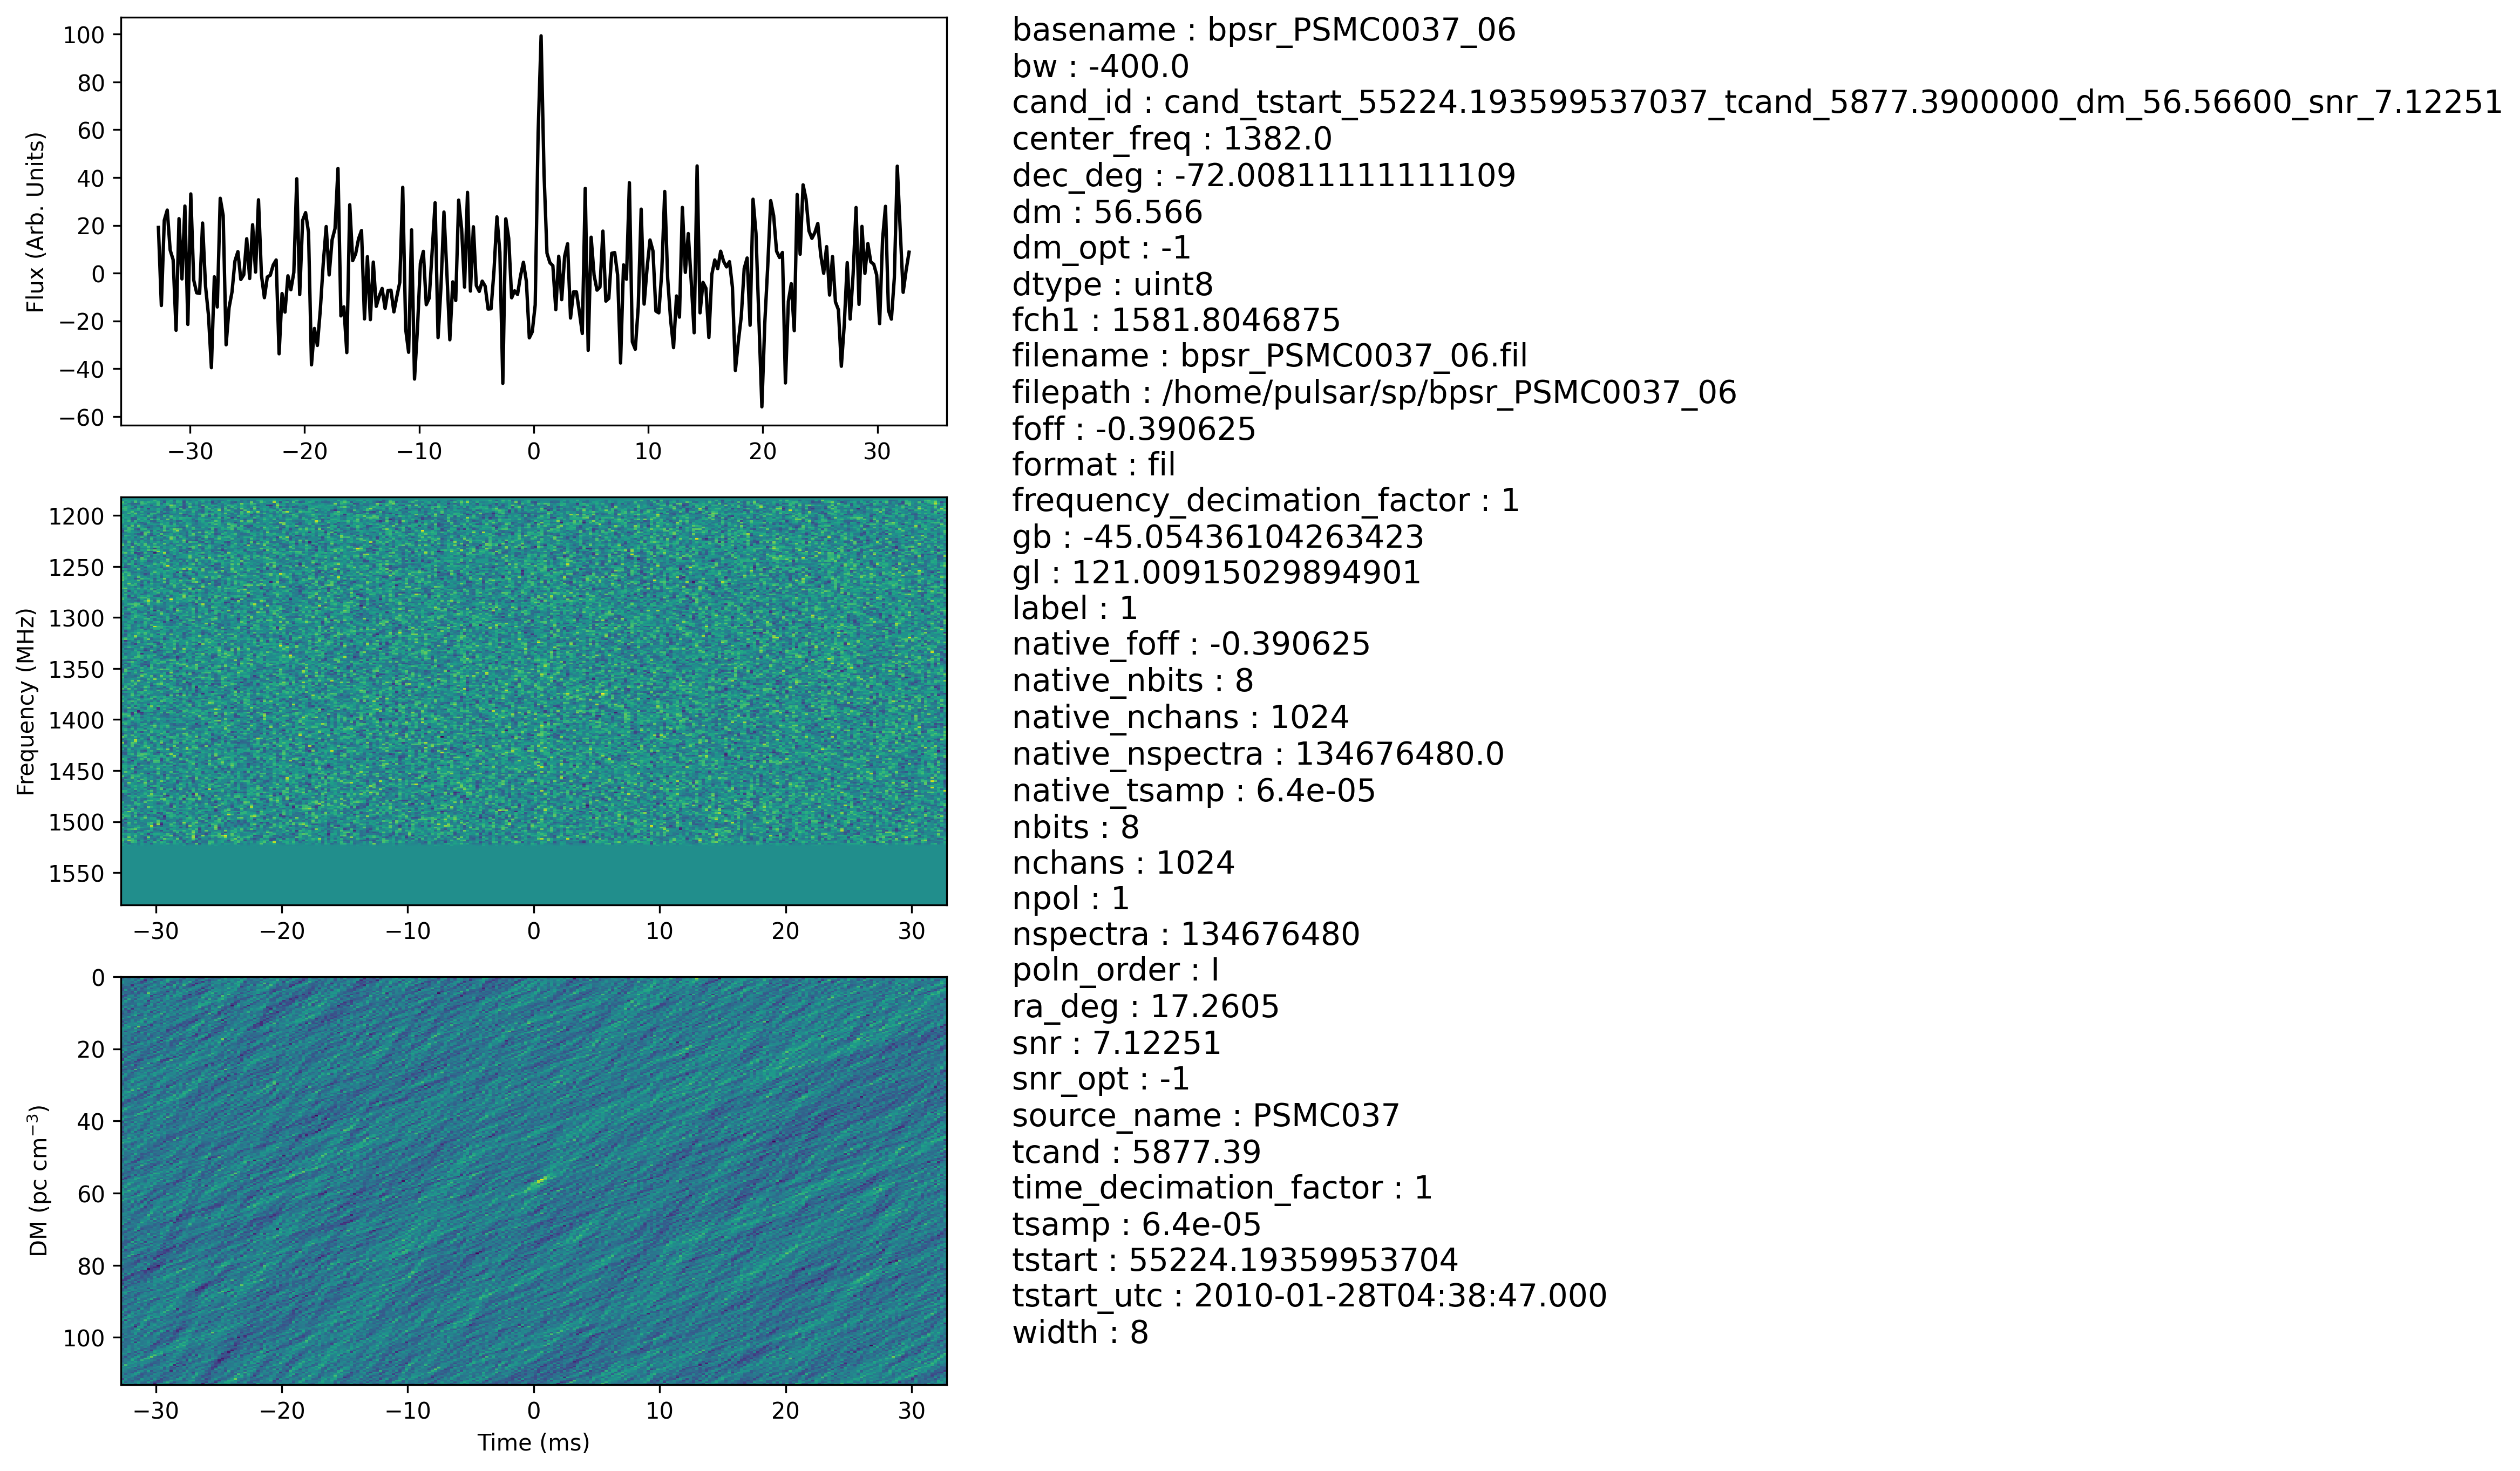 100
80
60
40
20
0
−20
−40
−60
Flux (Arb. Units)
−30 −20 −10 0 10 20 30
1200
1250
1300
1350
1400
1450
1500
1550
Frequency (MHz)
−30 −20 −10 0 10 20 30
0
20
40
60
80
100
DM (pc cm⁻³)
−30 −20 −10 0 10 20 30
Time (ms)
basename : bpsr_PSMC0037_06
bw : -400.0
cand_id : cand_tstart_55224.193599537037_tcand_5877.3900000_dm_56.56600_snr_7.12251
center_freq : 1382.0
dec_deg : -72.00811111111109
dm : 56.566
dm_opt : -1
dtype : uint8
fch1 : 1581.8046875
filename : bpsr_PSMC0037_06.fil
filepath : /home/pulsar/sp/bpsr_PSMC0037_06
foff : -0.390625
format : fil
frequency_decimation_factor : 1
gb : -45.05436104263423
gl : 121.00915029894901
label : 1
native_foff : -0.390625
native_nbits : 8
native_nchans : 1024
native_nspectra : 134676480.0
native_tsamp : 6.4e-05
nbits : 8
nchans : 1024
npol : 1
nspectra : 134676480
poln_order : I
ra_deg : 17.2605
snr : 7.12251
snr_opt : -1
source_name : PSMC037
tcand : 5877.39
time_decimation_factor : 1
tsamp : 6.4e-05
tstart : 55224.19359953704
tstart_utc : 2010-01-28T04:38:47.000
width : 8